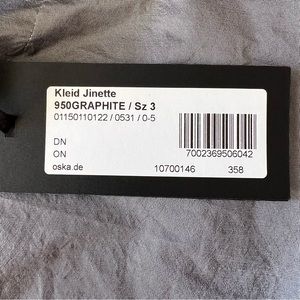 Kleid Jinette
950GRAPHITE / Sz 3
01150110122 / 0531 / 0-5
DN
ON
7002369506042
oska.de 10700146 358